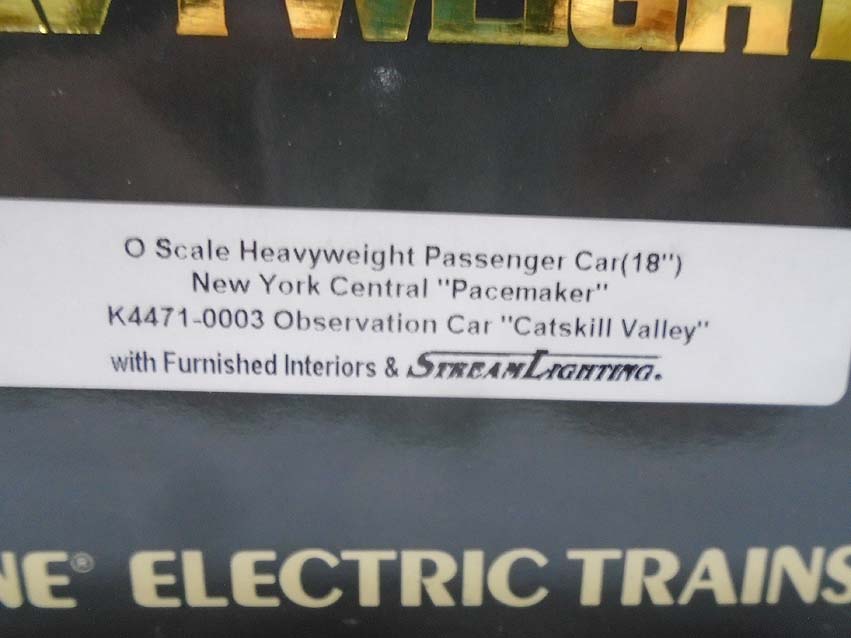 O Scale Heavyweight Passenger Car(18")
New York Central "Pacemaker"
K4471-0003 Observation Car "Catskill Valley"
with Furnished Interiors & STREAMLIGHTING.
NE® ELECTRIC TRAINS